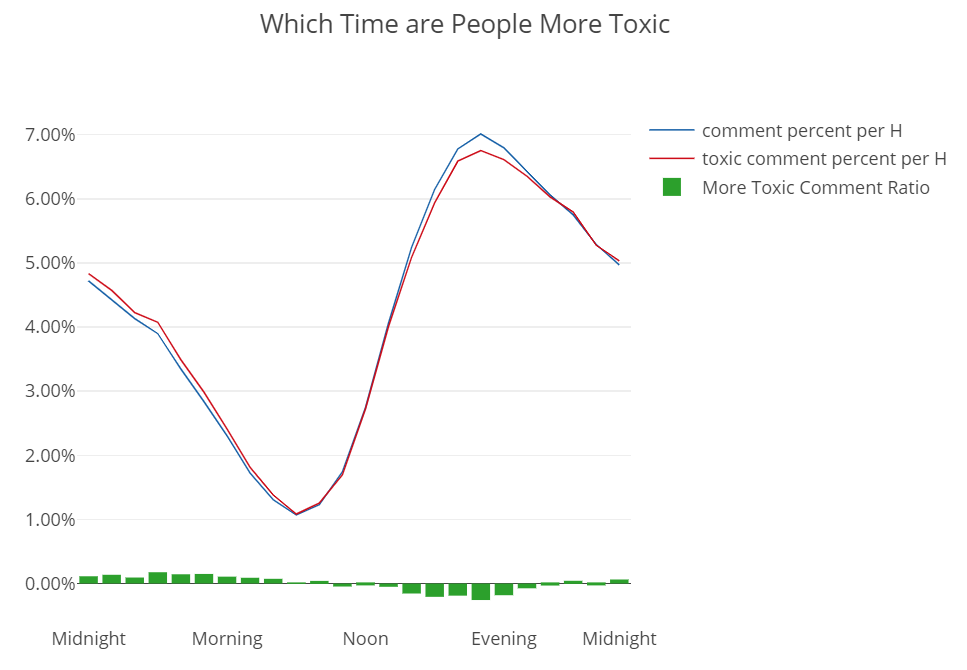 Which Time are People More Toxic
comment percent per H
toxic comment percent per H
More Toxic Comment Ratio
7.00%
6.00%
5.00%
4.00%
3.00%
2.00%
1.00%
0.00%
Midnight Morning Noon Evening Midnight